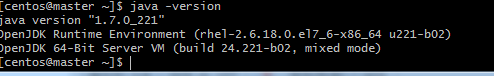 [centos@master ~]$ java -version
java version "1.7.0_221"
OpenJDK Runtime Environment (rhel-2.6.18.0.el7_6-x86_64 u221-b02)
OpenJDK 64-Bit Server VM (build 24.221-b02, mixed mode)
[centos@master ~]$